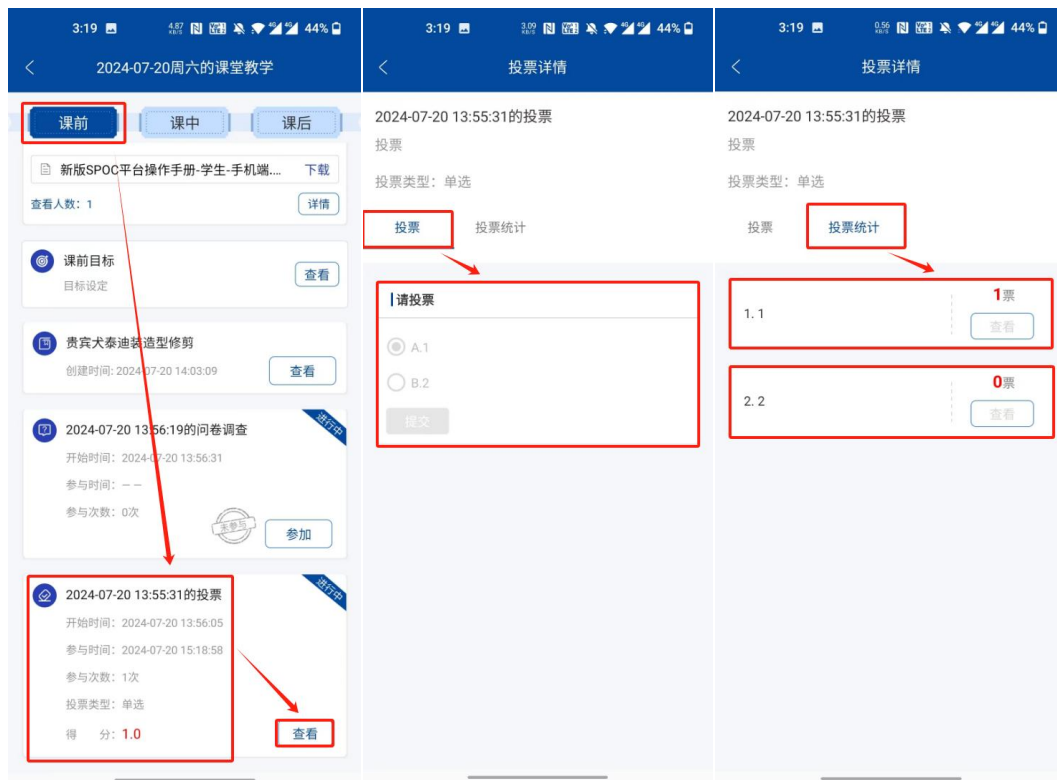 3:19 4.87 KB/S 44%
2024-07-20周六的课堂教学
课前 课中 课后
新版SPOC平台操作手册-学生-手机端.... 下载
查看人数：1 详情
课前目标
目标设定
查看
贵宾犬泰迪装造型修剪
创建时间: 2024-07-20 14:03:09
查看
2024-07-20 13:56:19的问卷调查
进行中
开始时间：2024-07-20 13:56:31
参与时间：– –
参与次数：0次
未参与
参加
2024-07-20 13:55:31的投票
进行中
开始时间：2024-07-20 13:56:05
参与时间：2024-07-20 15:18:58
参与次数：1次
投票类型：单选
得 分：1.0
查看
3:19 3.09 KB/S 44%
投票详情
2024-07-20 13:55:31的投票
投票
投票类型：单选
投票 投票统计
请投票
A.1
B.2
提交
3:19 0.56 KB/S 44%
投票详情
2024-07-20 13:55:31的投票
投票
投票类型：单选
投票 投票统计
1. 1
1票
查看
2. 2
0票
查看